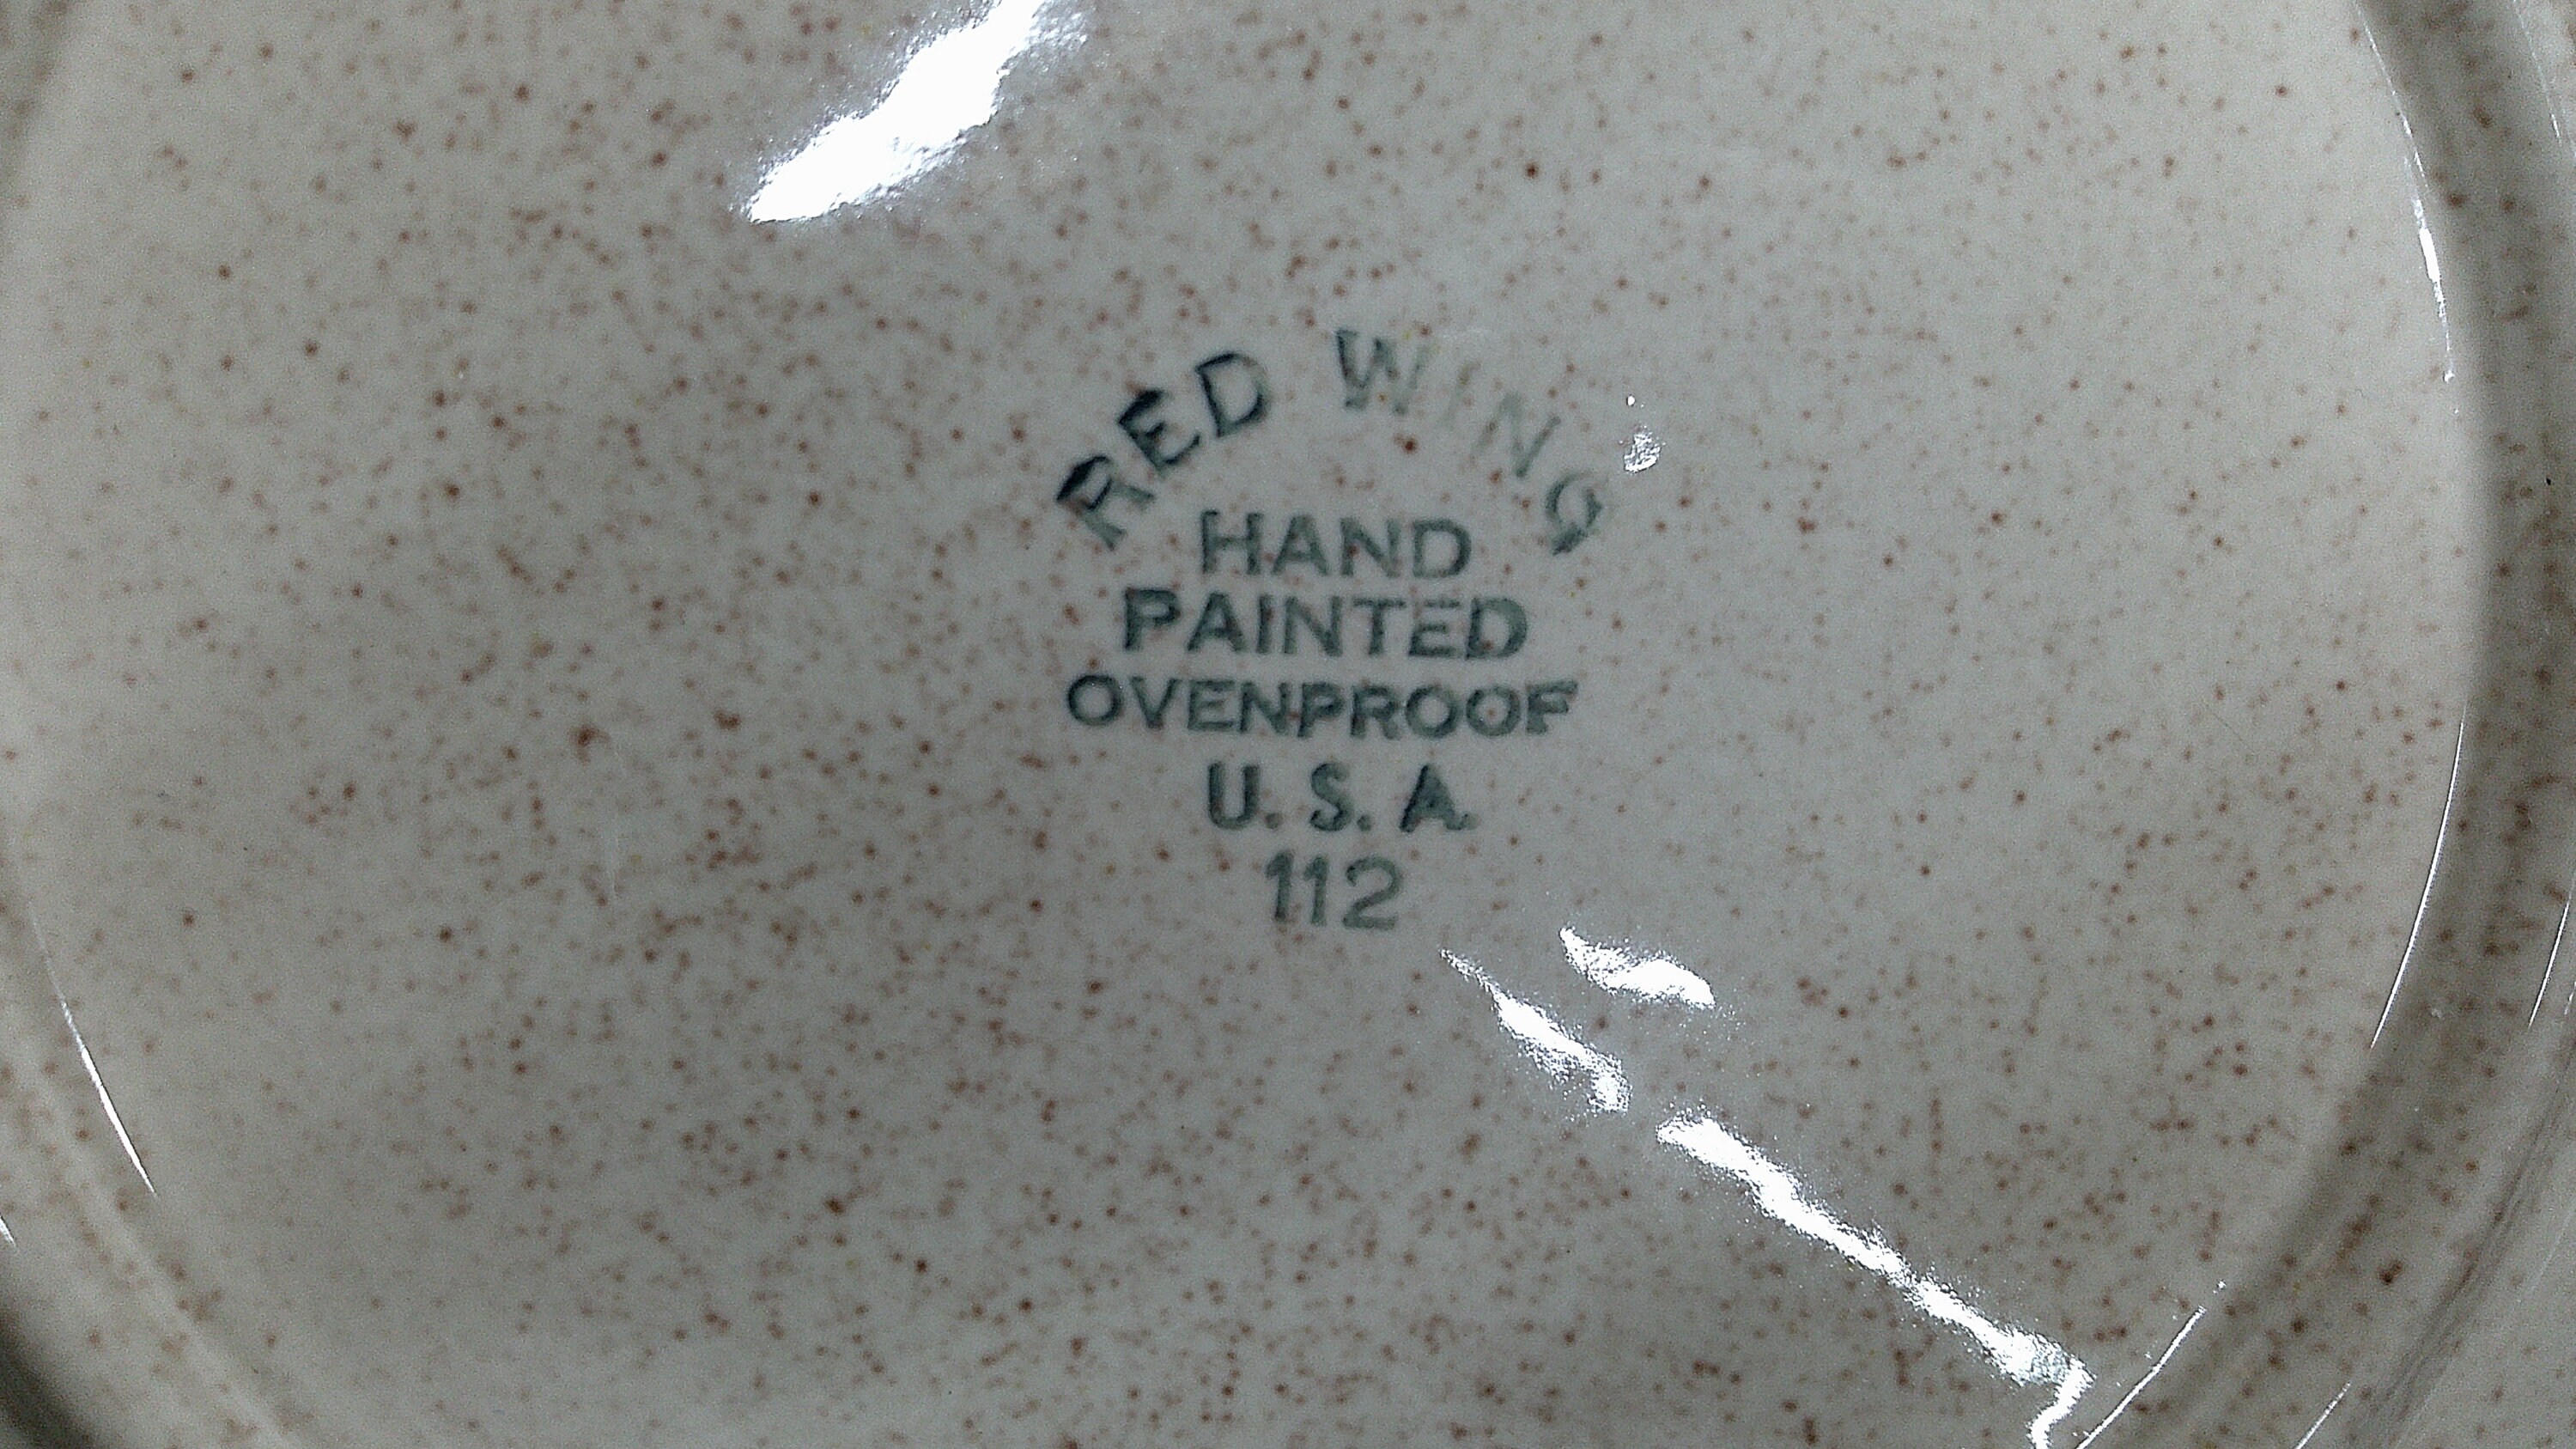 RED WING
HAND
PAINTED
OVENPROOF
U. S. A.
112